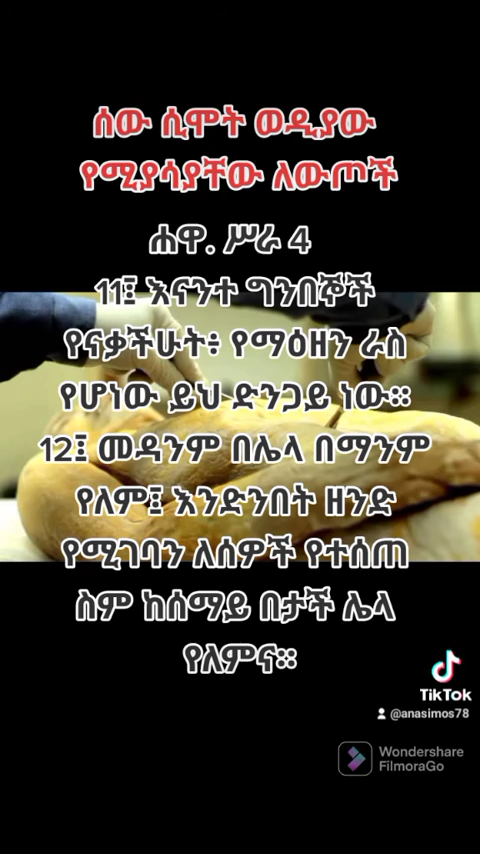 ሰው ሲሞት ወዲያው
የሚያሳያቸው ለውጦች
ሐዋ. ሥራ 4
11፤ እናንተ ግንበኞች
የናቃችሁት፥ የማዕዘን ራስ
የሆነው ይህ ድንጋይ ነው።
12፤ መዳንም በሌላ በማንም
የለም፤ እንድንበት ዘንድ
የሚገባን ለሰዎች የተሰጠ
ስም ከሰማይ በታች ሌላ
የለምና።
TikTok
@anasimos78
Wondershare
FilmoraGo